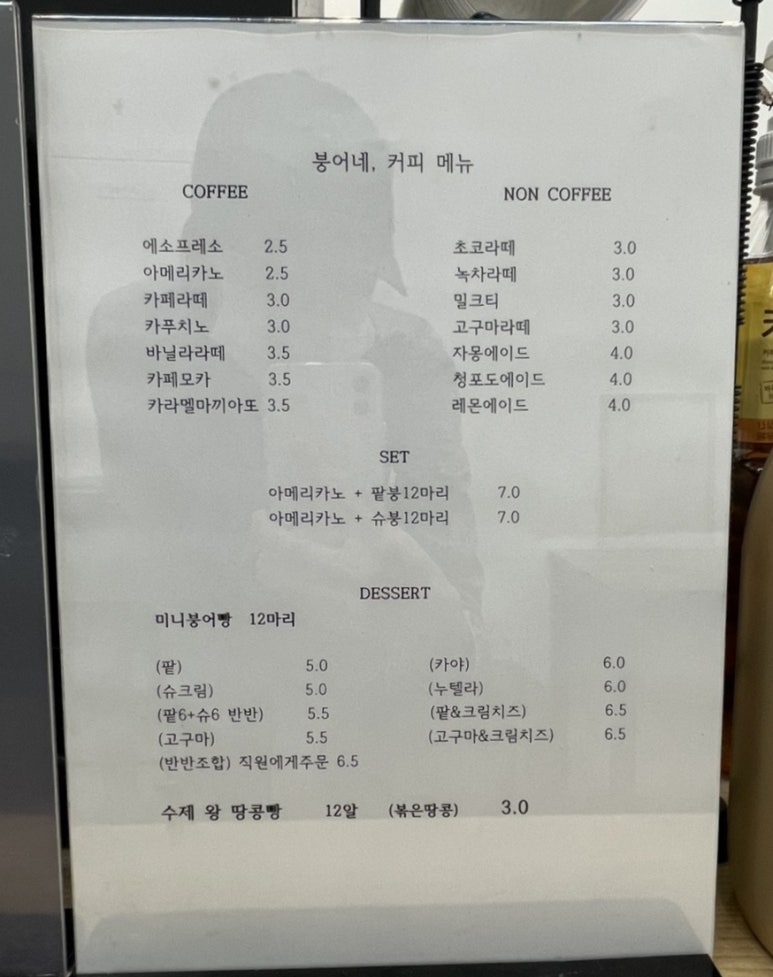 붕어네, 커피 메뉴
COFFEE
에소프레소 2.5
아메리카노 2.5
카페라떼 3.0
카푸치노 3.0
바닐라라떼 3.5
카페모카 3.5
카라멜마끼아또 3.5
NON COFFEE
초코라떼 3.0
녹차라떼 3.0
밀크티 3.0
고구마라떼 3.0
자몽에이드 4.0
청포도에이드 4.0
레몬에이드 4.0
SET
아메리카노 + 팥붕12마리 7.0
아메리카노 + 슈붕12마리 7.0
DESSERT
미니붕어빵 12마리
(팥) 5.0
(슈크림) 5.0
(팥6+슈6 반반) 5.5
(고구마) 5.5
(반반조합) 직원에게주문 6.5
(카야) 6.0
(누텔라) 6.0
(팥&크림치즈) 6.5
(고구마&크림치즈) 6.5
수제 왕 땅콩빵 12알 (볶은땅콩) 3.0